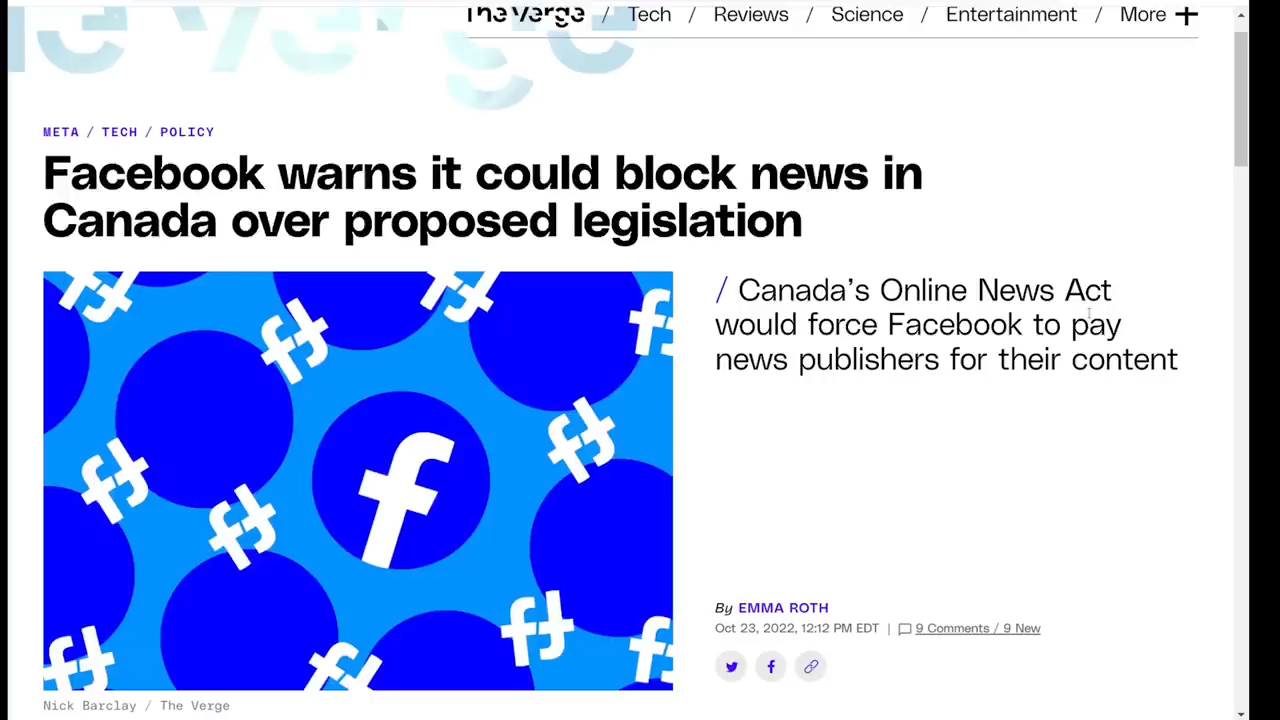 The Verge / Tech / Reviews / Science / Entertainment / More +
he Verge
META / TECH / POLICY
Facebook warns it could block news in
Canada over proposed legislation
/ Canada’s Online News Act
would force Facebook to pay
news publishers for their content
By EMMA ROTH
Oct 23, 2022, 12:12 PM EDT | 9 Comments / 9 New
Nick Barclay / The Verge